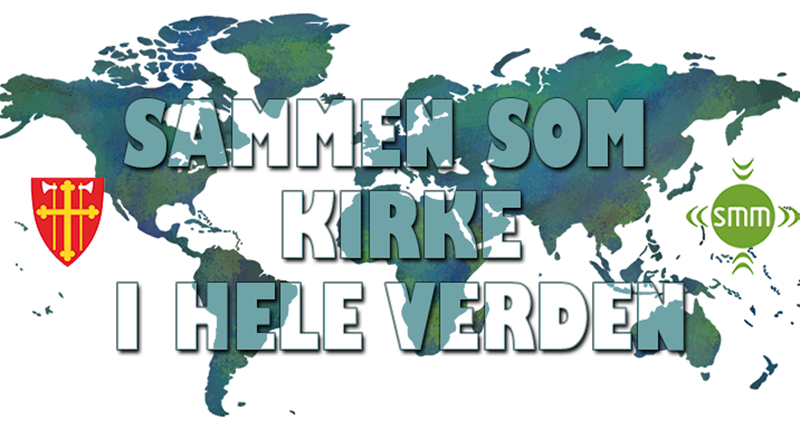 SAMMEN SOM
KIRKE
smm
I HELE VERDEN